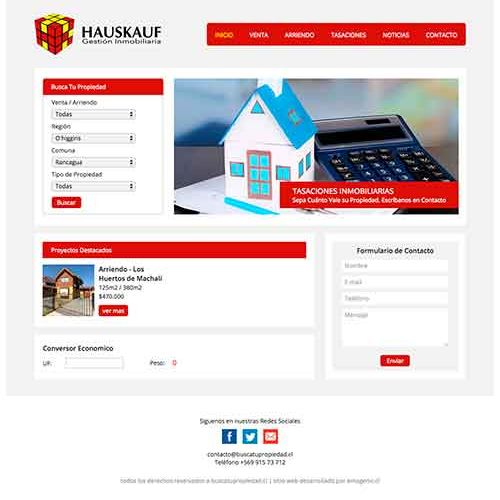 HAUSKAUF
Gestión Inmobiliaria
INICIO VENTA ARRIENDO TASACIONES NOTICIAS CONTACTO
Busca Tu Propiedad
Venta / Arriendo
Todas
Región
O'higgins
Comuna
Rancagua
Tipo de Propiedad
Todas
Buscar
TASACIONES INMOBILIARIAS
Sepa Cuánto Vale su Propiedad, Escríbanos en Contacto
Proyectos Destacados
Arriendo - Los
Huertos de Machalí
125m2 / 380m2
$470.000
ver mas
Formulario de Contacto
Nombre
E-mail
Teléfono
Mensaje
Enviar
Conversor Economico
UF: Peso: 0
Siguenos en nuestras Redes Sociales
contacto@buscatupropiedad.cl
Teléfono +569 915 73 712
todos los derechos reservados a buscatupropiedad.cl | sitio web desarrollado por emagenic.cl